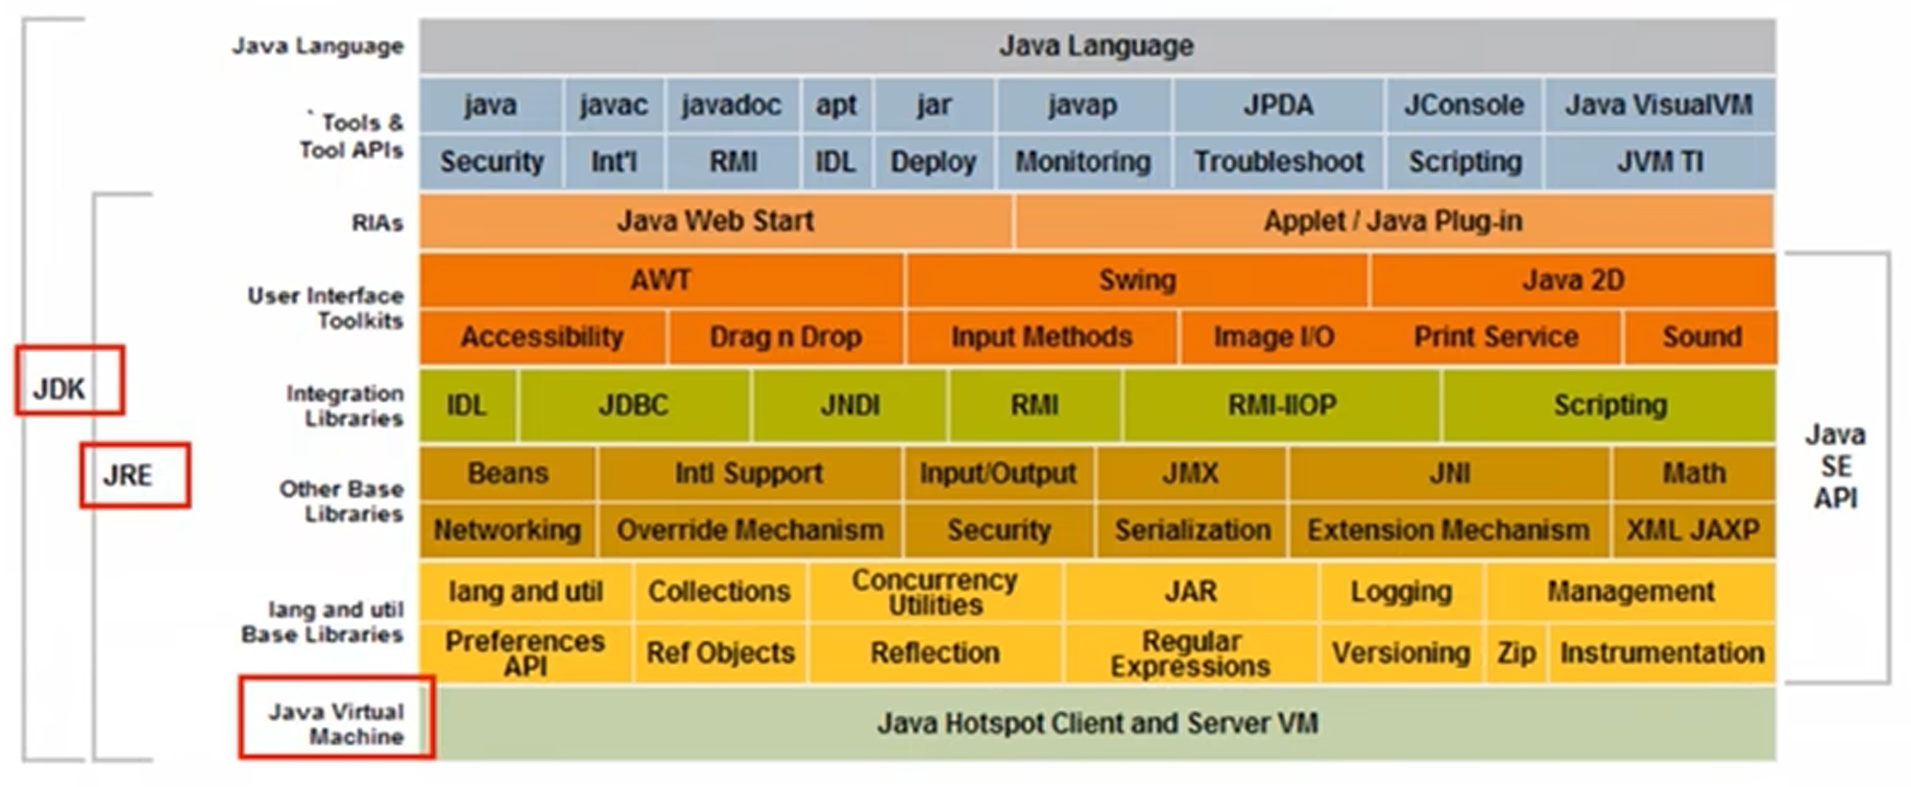 Java Language
Java Language
` Tools &
Tool APIs
java javac javadoc apt jar javap JPDA JConsole Java VisualVM
Security Int'l RMI IDL Deploy Monitoring Troubleshoot Scripting JVM TI
RIAs
Java Web Start Applet / Java Plug-in
User Interface
Toolkits
AWT Swing Java 2D
Accessibility Drag n Drop Input Methods Image I/O Print Service Sound
JDK
Integration
Libraries
IDL JDBC JNDI RMI RMI-IIOP Scripting
JRE
Other Base
Libraries
Beans Intl Support Input/Output JMX JNI Math
Networking Override Mechanism Security Serialization Extension Mechanism XML JAXP
Java
SE
API
lang and util
Base Libraries
lang and util Collections Concurrency
Utilities JAR Logging Management
Preferences
API Ref Objects Reflection Regular
Expressions Versioning Zip Instrumentation
Java Virtual
Machine
Java Hotspot Client and Server VM